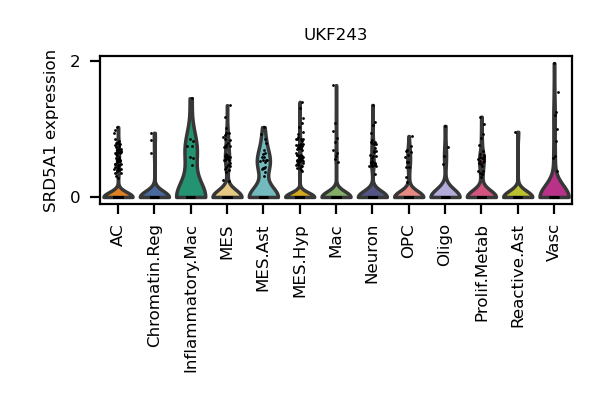 UKF243
SRD5A1 expression
2
0
AC
Chromatin.Reg
Inflammatory.Mac
MES
MES.Ast
MES.Hyp
Mac
Neuron
OPC
Oligo
Prolif.Metab
Reactive.Ast
Vasc